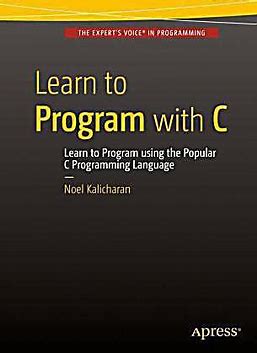 THE EXPERT'S VOICE® IN PROGRAMMING
Learn to
Program with C
Learn to Program using the Popular
C Programming Language
—
Noel Kalicharan
Apress®